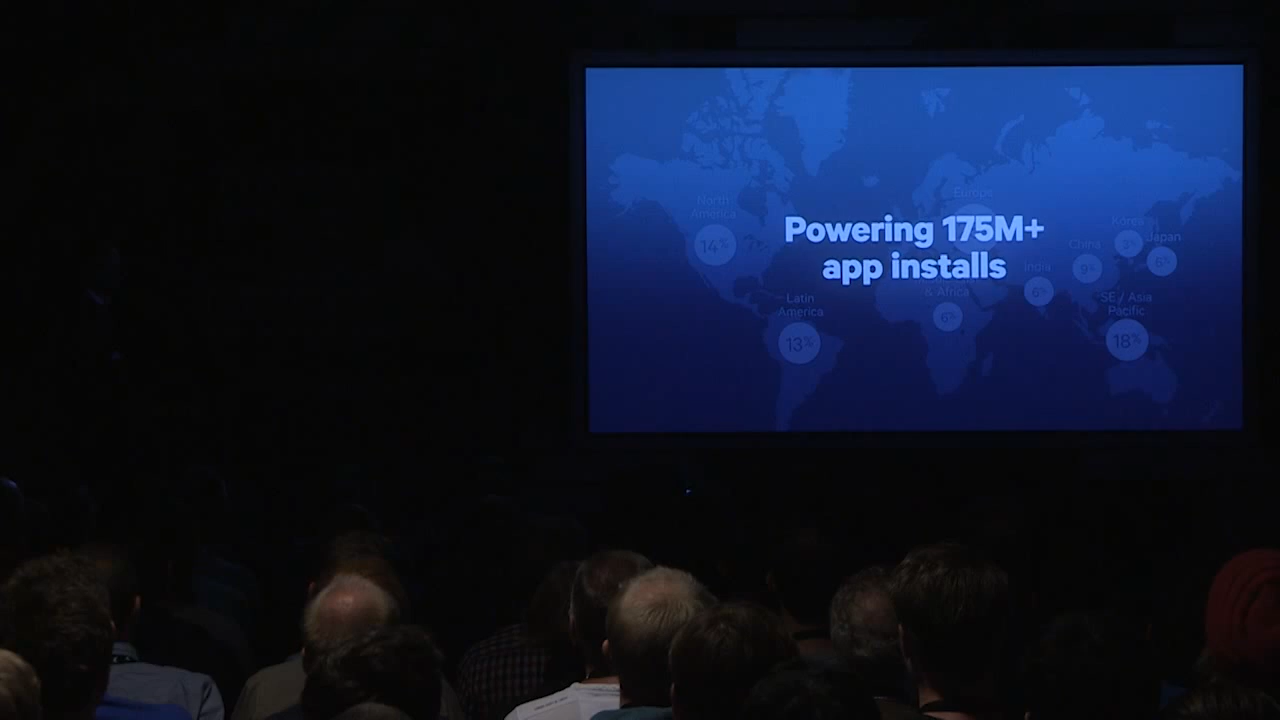 Powering 175M+
app installs
North
America
14%
Latin
America
13%
Europe
& Africa
6%
India
6%
China
9%
Korea
3%
Japan
6%
SE / Asia
Pacific
18%